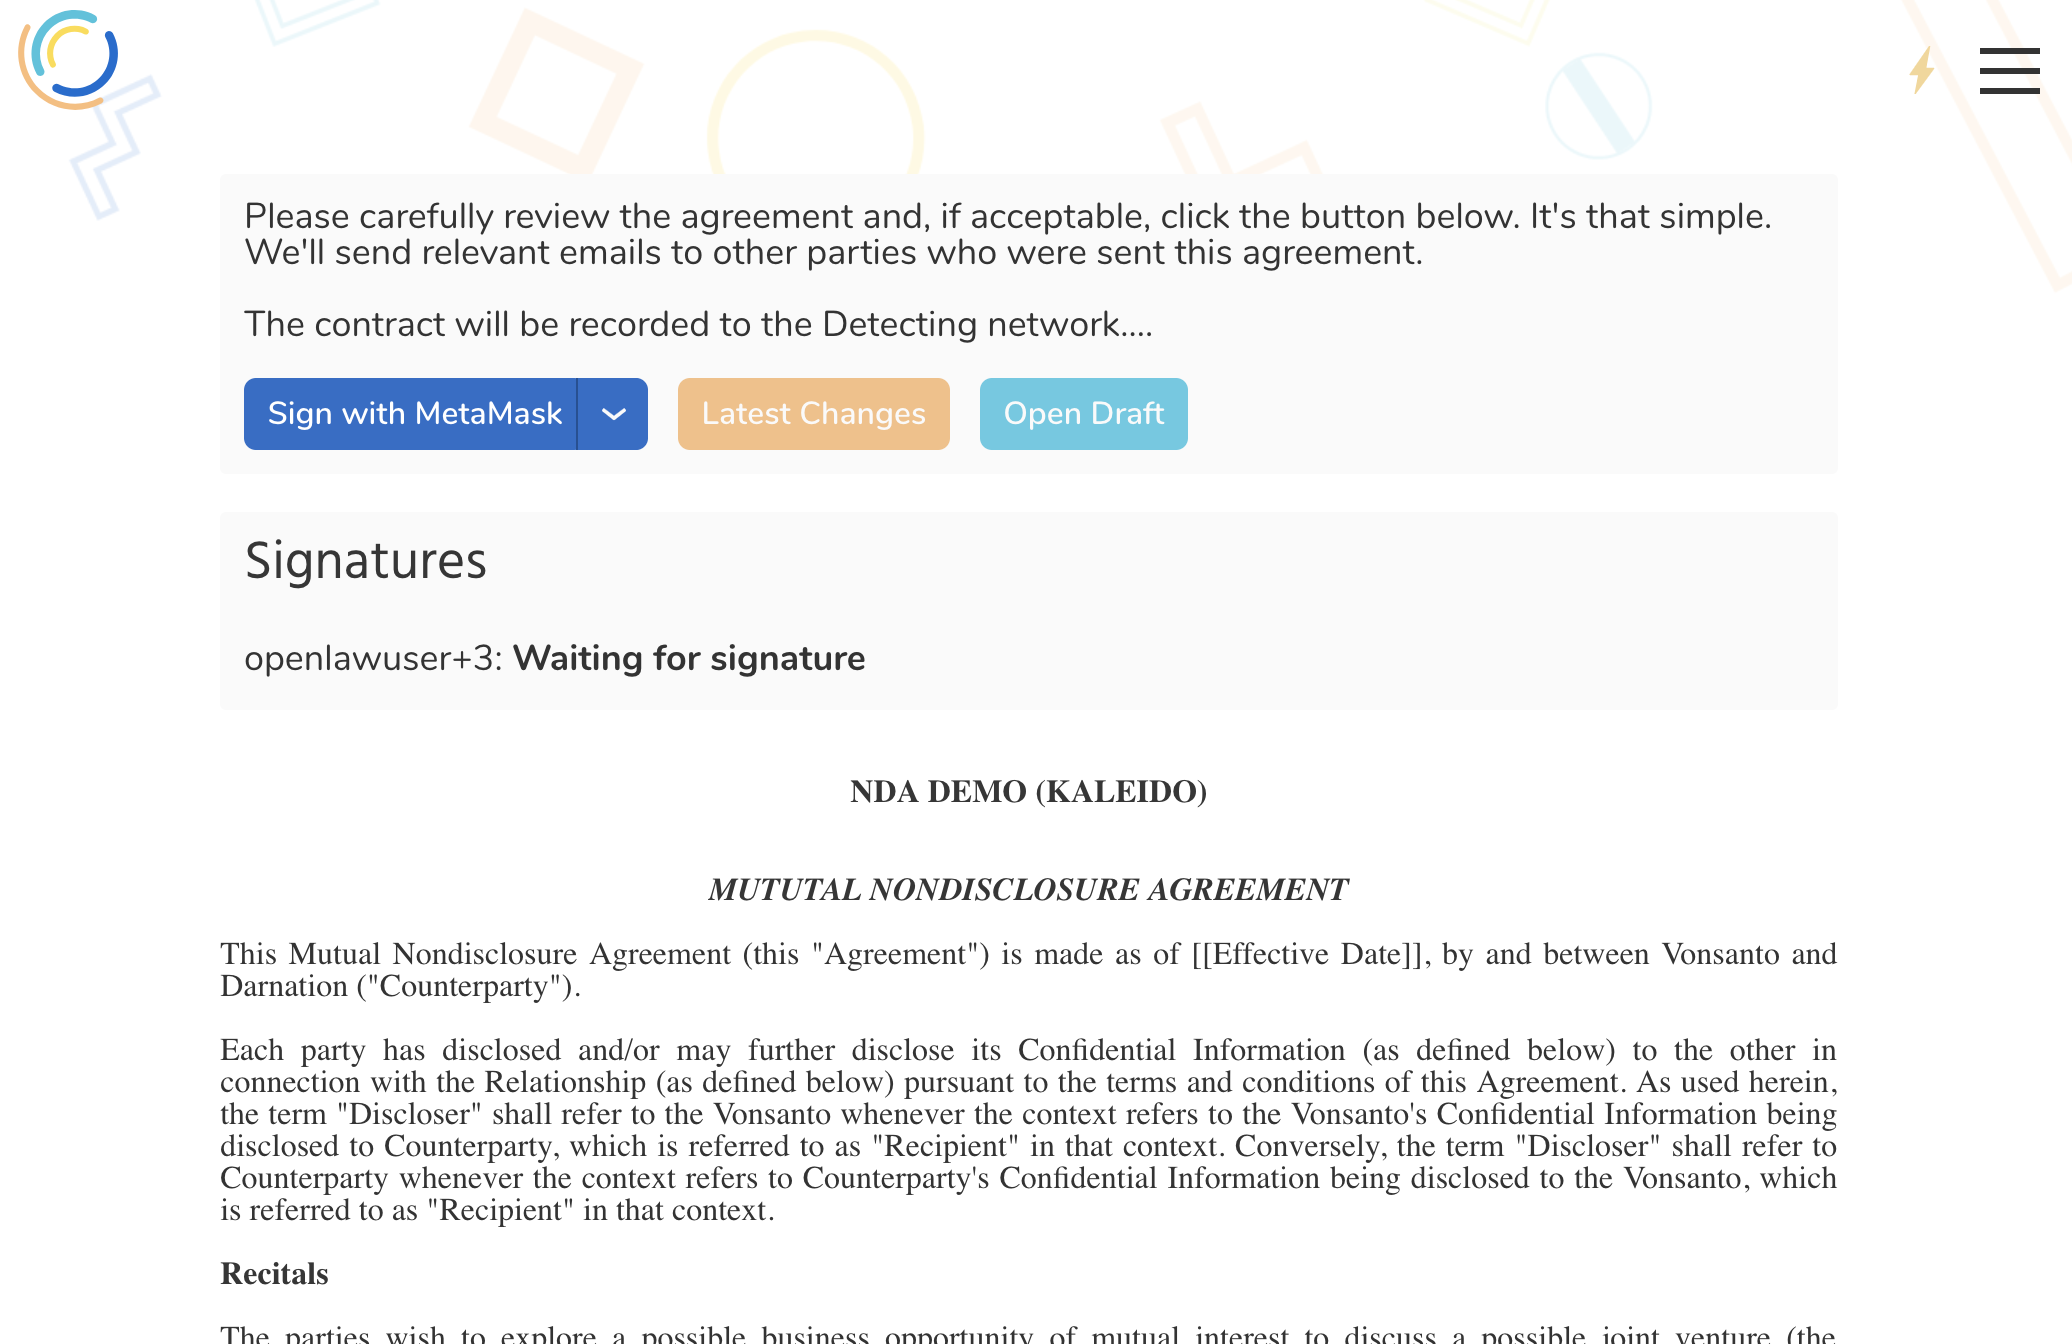 Please carefully review the agreement and, if acceptable, click the button below. It's that simple.
We'll send relevant emails to other parties who were sent this agreement.
The contract will be recorded to the Detecting network....
Sign with MetaMask
Latest Changes
Open Draft
Signatures
openlawuser+3: Waiting for signature
NDA DEMO (KALEIDO)
MUTUTAL NONDISCLOSURE AGREEMENT
This Mutual Nondisclosure Agreement (this "Agreement") is made as of [[Effective Date]], by and between Vonsanto and
Darnation ("Counterparty").
Each party has disclosed and/or may further disclose its Confidential Information (as defined below) to the other in
connection with the Relationship (as defined below) pursuant to the terms and conditions of this Agreement. As used herein,
the term "Discloser" shall refer to the Vonsanto whenever the context refers to the Vonsanto's Confidential Information being
disclosed to Counterparty, which is referred to as "Recipient" in that context. Conversely, the term "Discloser" shall refer to
Counterparty whenever the context refers to Counterparty's Confidential Information being disclosed to the Vonsanto, which
is referred to as "Recipient" in that context.
Recitals
The parties wish to explore a possible business opportunity of mutual interest to discuss a possible joint venture (the